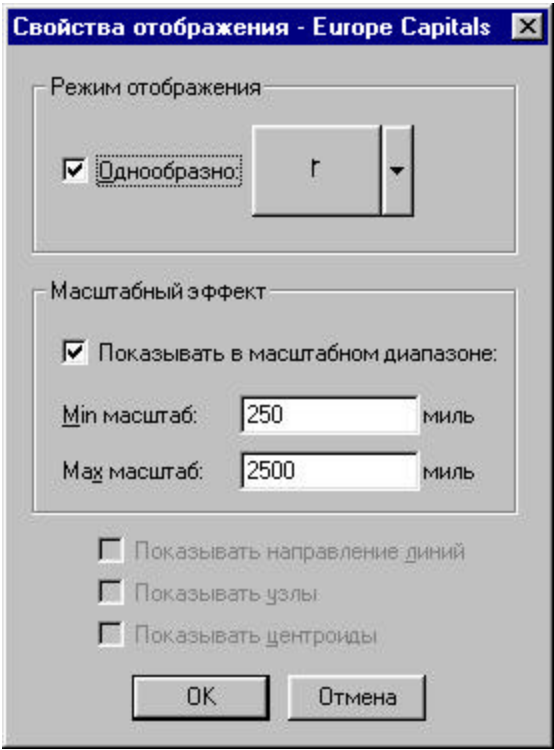 Свойства отображения - Europe Capitals
Режим отображения
Однообразно: r
Масштабный эффект
Показывать в масштабном диапазоне:
Min масштаб: 250 миль
Max масштаб: 2500 миль
Показывать направление линий
Показывать узлы
Показывать центроиды
OK Отмена